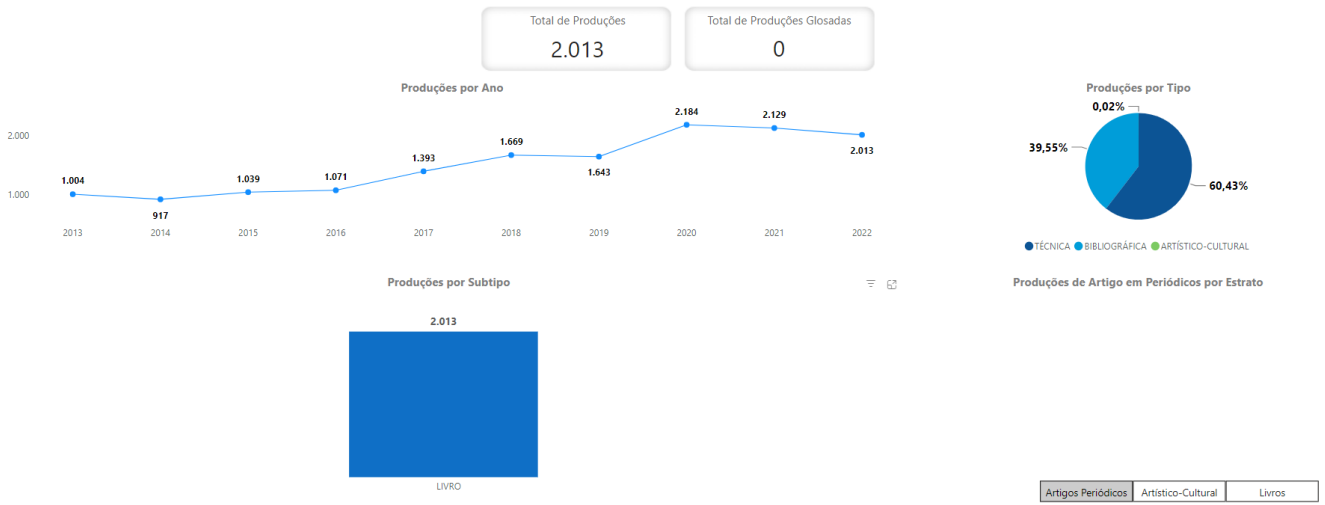 Total de Produções
2.013
Total de Produções Glosadas
0
Produções por Ano
2.000
1.000
1.004
917
1.039
1.071
1.393
1.669
1.643
2.184
2.129
2.013
2013 2014 2015 2016 2017 2018 2019 2020 2021 2022
Produções por Tipo
0,02%
39,55%
60,43%
TÉCNICA BIBLIOGRÁFICA ARTÍSTICO-CULTURAL
Produções por Subtipo
2.013
LIVRO
Produções de Artigo em Periódicos por Estrato
Artigos Periódicos Artístico-Cultural Livros